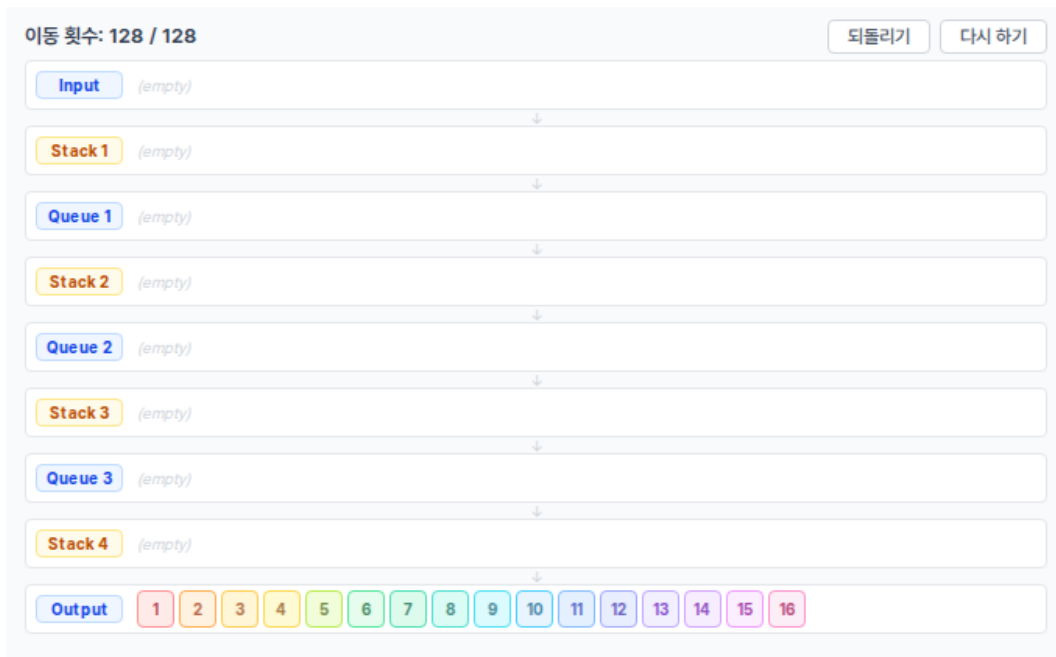 이동 횟수: 128 / 128 되돌리기 다시 하기
Input (empty)
↓
Stack 1 (empty)
↓
Queue 1 (empty)
↓
Stack 2 (empty)
↓
Queue 2 (empty)
↓
Stack 3 (empty)
↓
Queue 3 (empty)
↓
Stack 4 (empty)
↓
Output 1 2 3 4 5 6 7 8 9 10 11 12 13 14 15 16